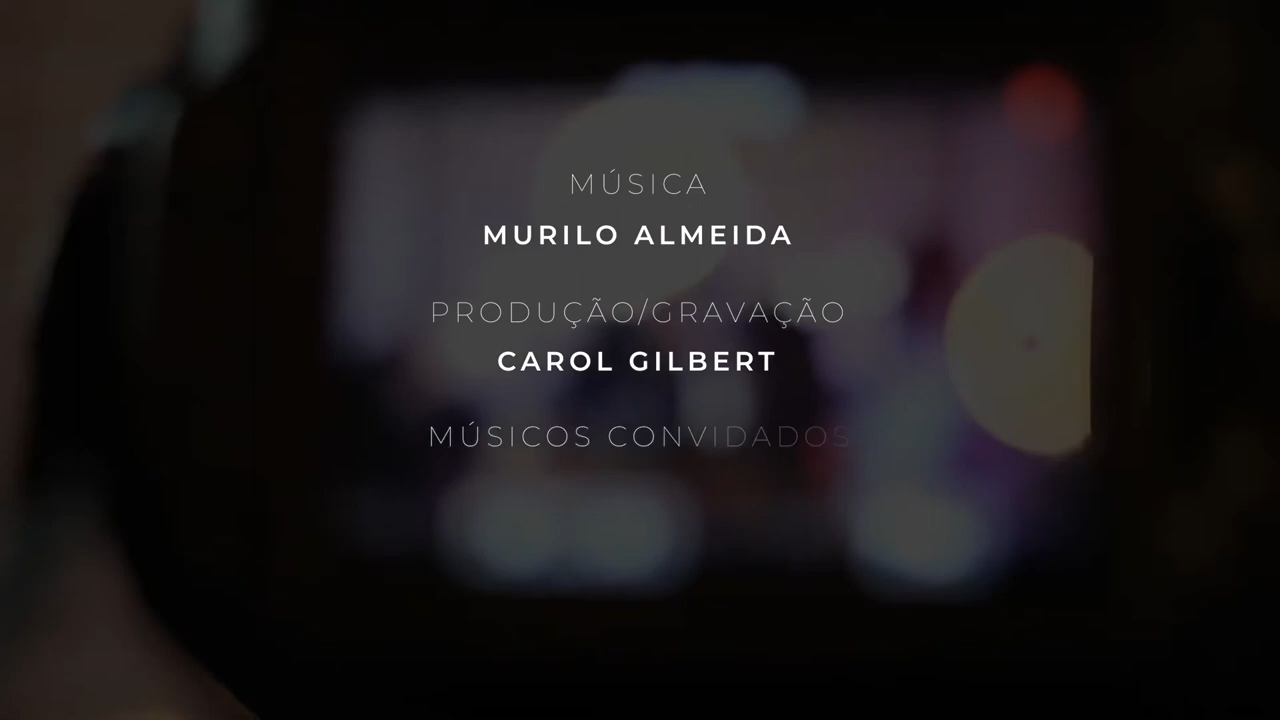 MÚSICA
MURILO ALMEIDA
PRODUÇÃO/GRAVAÇÃO
CAROL GILBERT
MÚSICOS CONVIDADOS